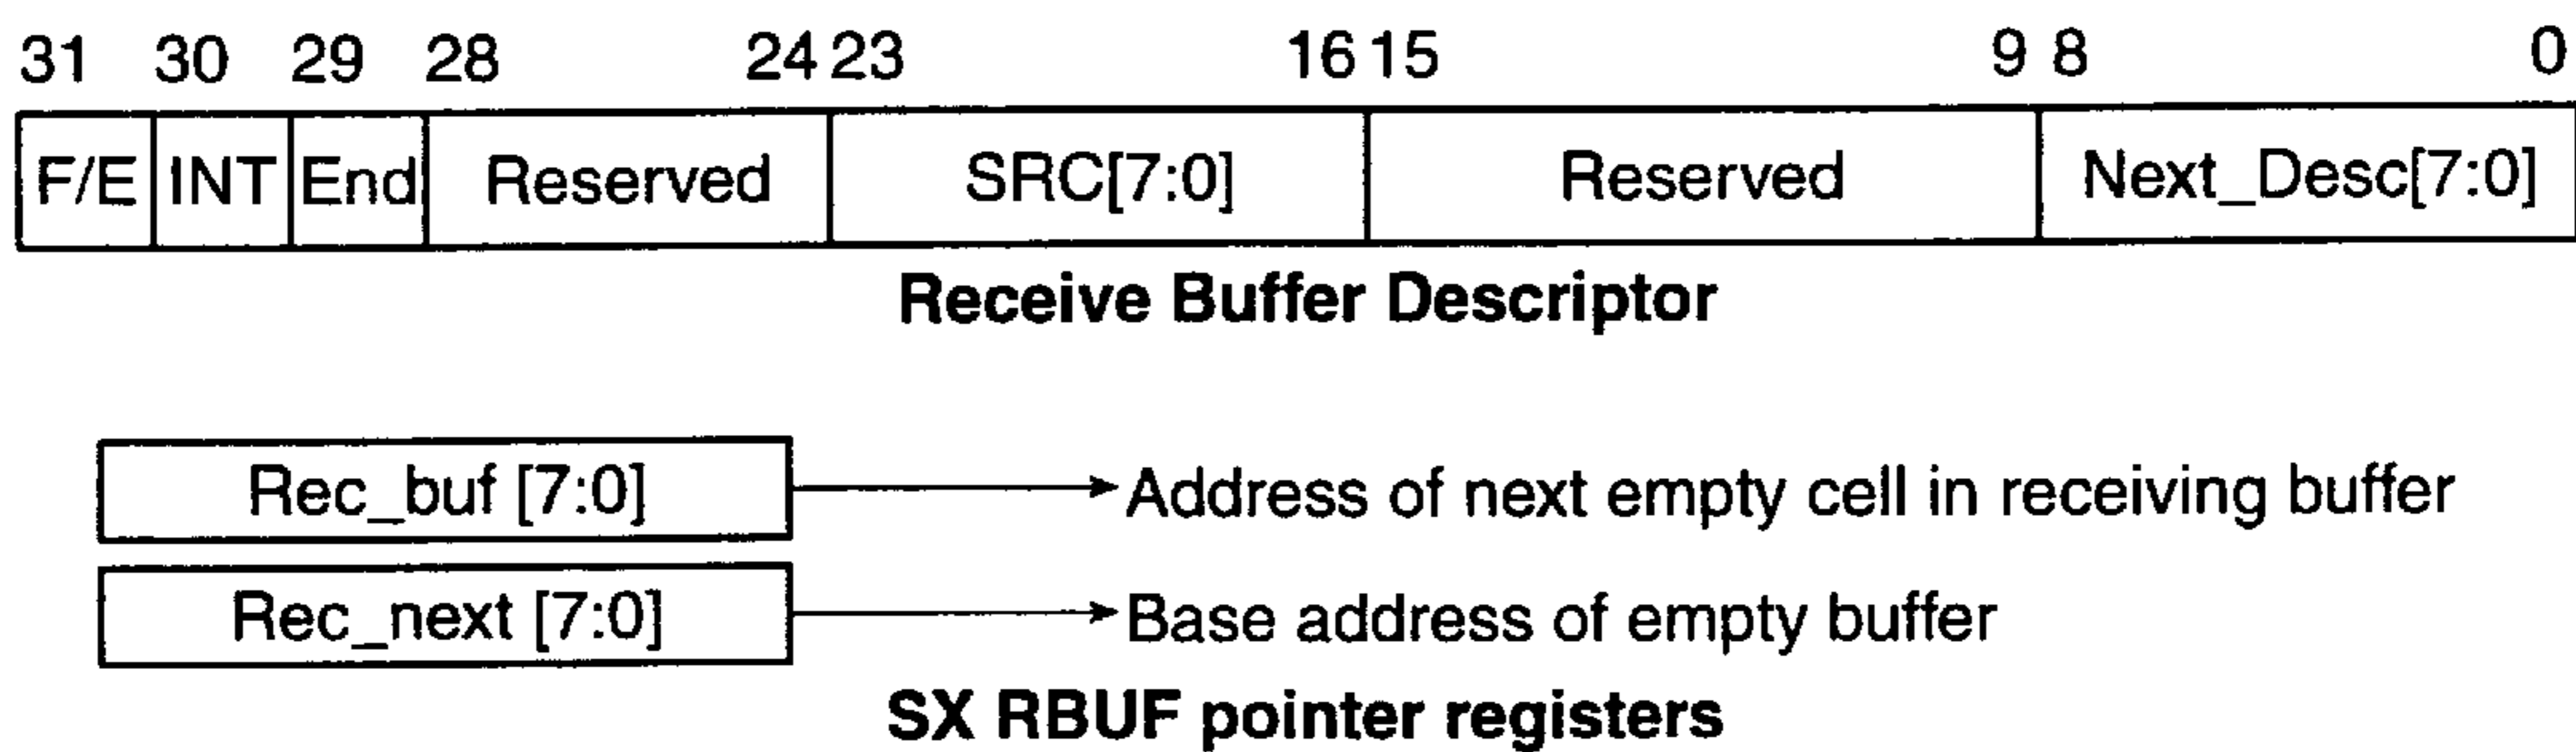 31 30 29 28 24 23 16 15 9 8 0
F/E INT End Reserved SRC[7:0] Reserved Next_Desc[7:0]
Receive Buffer Descriptor
Rec_buf [7:0] Address of next empty cell in receiving buffer
Rec_next [7:0] Base address of empty buffer
SX RBUF pointer registers